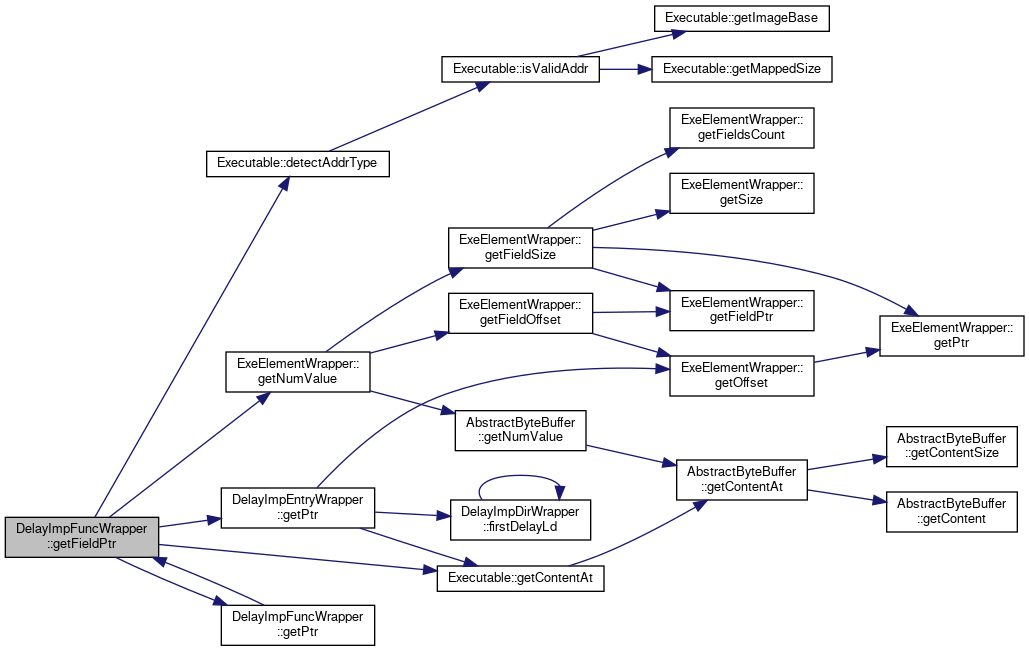 Executable::getImageBase
Executable::isValidAddr
Executable::getMappedSize
ExeElementWrapper::
getFieldsCount
Executable::detectAddrType
ExeElementWrapper::
getSize
ExeElementWrapper::
getFieldSize
ExeElementWrapper::
getFieldPtr
ExeElementWrapper::
getFieldOffset
ExeElementWrapper::
getPtr
ExeElementWrapper::
getNumValue
ExeElementWrapper::
getOffset
AbstractByteBuffer
::getNumValue
AbstractByteBuffer
::getContentSize
AbstractByteBuffer
::getContentAt
DelayImpEntryWrapper
::getPtr
DelayImpDirWrapper
::firstDelayLd
AbstractByteBuffer
::getContent
DelayImpFuncWrapper
::getFieldPtr
Executable::getContentAt
DelayImpFuncWrapper
::getPtr